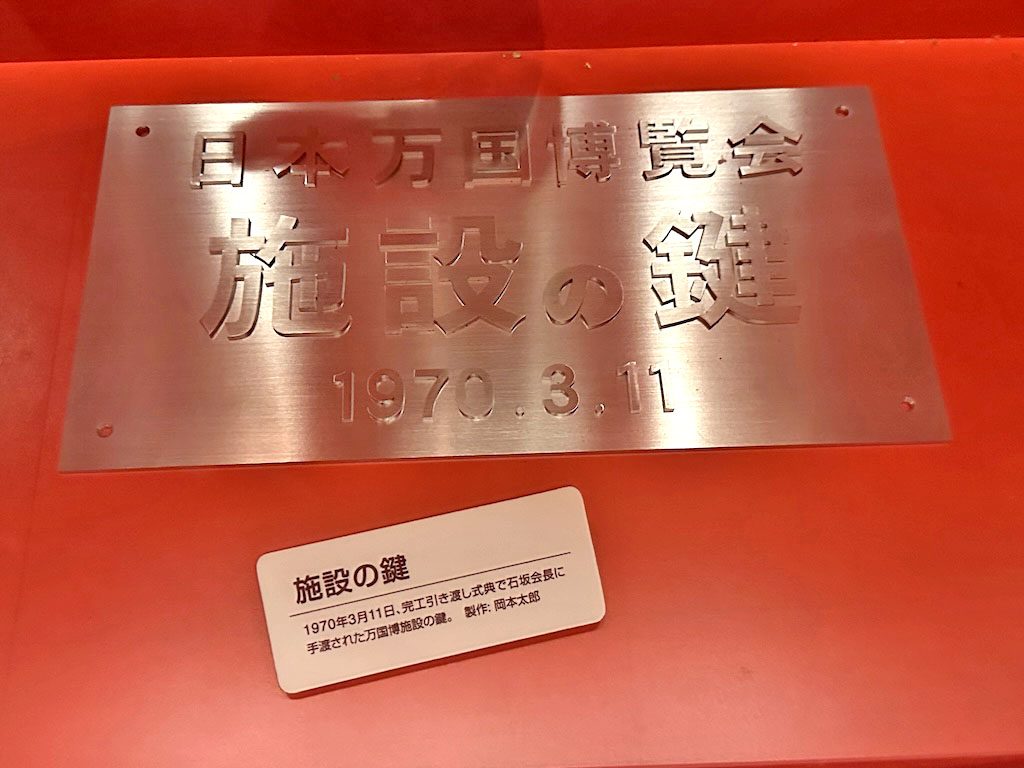 日本万国博覧会
施設の鍵
1970.3.11
施設の鍵
1970年3月11日、完工引き渡し式典で石坂会長に
手渡された万国博施設の鍵。 製作: 岡本太郎